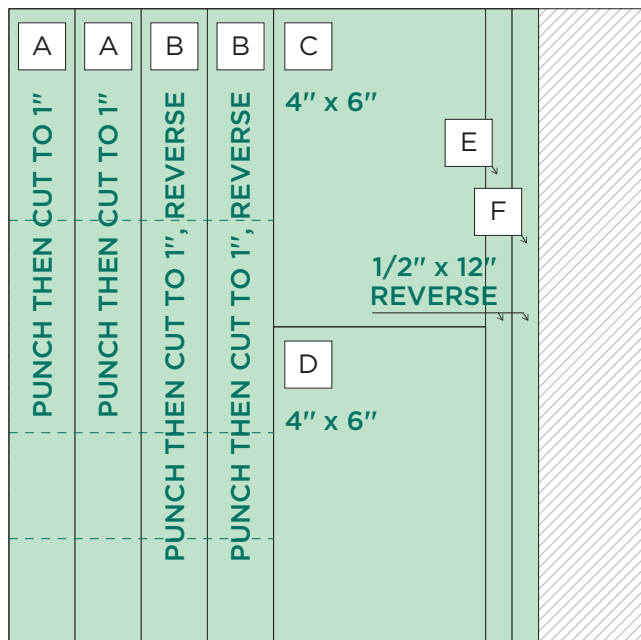 A
A
B
B
C
PUNCH THEN CUT TO 1"
PUNCH THEN CUT TO 1"
PUNCH THEN CUT TO 1", REVERSE
PUNCH THEN CUT TO 1", REVERSE
4" x 6"
E
F
1/2" x 12"
REVERSE
D
4" x 6"